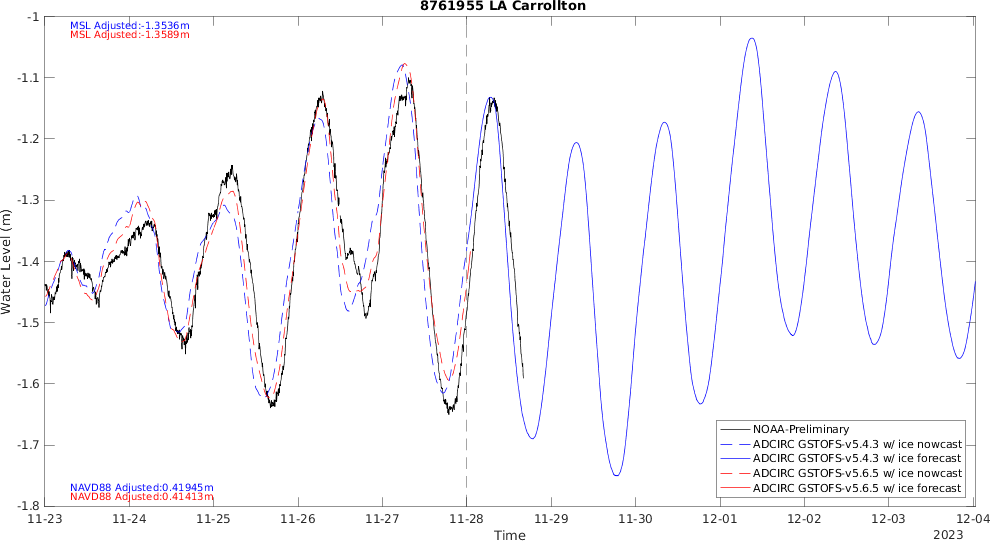 8761955 LA Carrollton
MSL Adjusted:-1.3536m
MSL Adjusted:-1.3589m
-1
-1.1
-1.2
-1.3
-1.4
-1.5
-1.6
-1.7
-1.8
Water Level (m)
NAVD88 Adjusted:0.41945m
NAVD88 Adjusted:0.41413m
NOAA-Preliminary
ADCIRC GSTOFS-v5.4.3 w/ ice nowcast
ADCIRC GSTOFS-v5.4.3 w/ ice forecast
ADCIRC GSTOFS-v5.6.5 w/ ice nowcast
ADCIRC GSTOFS-v5.6.5 w/ ice forecast
11-23 11-24 11-25 11-26 11-27 11-28 11-29 11-30 12-01 12-02 12-03 12-04
Time
2023